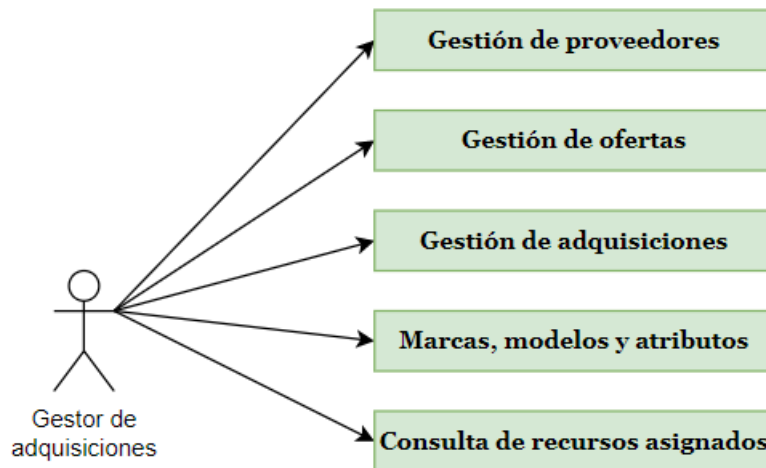 Gestión de proveedores
Gestión de ofertas
Gestión de adquisiciones
Marcas, modelos y atributos
Consulta de recursos asignados
Gestor de
adquisiciones